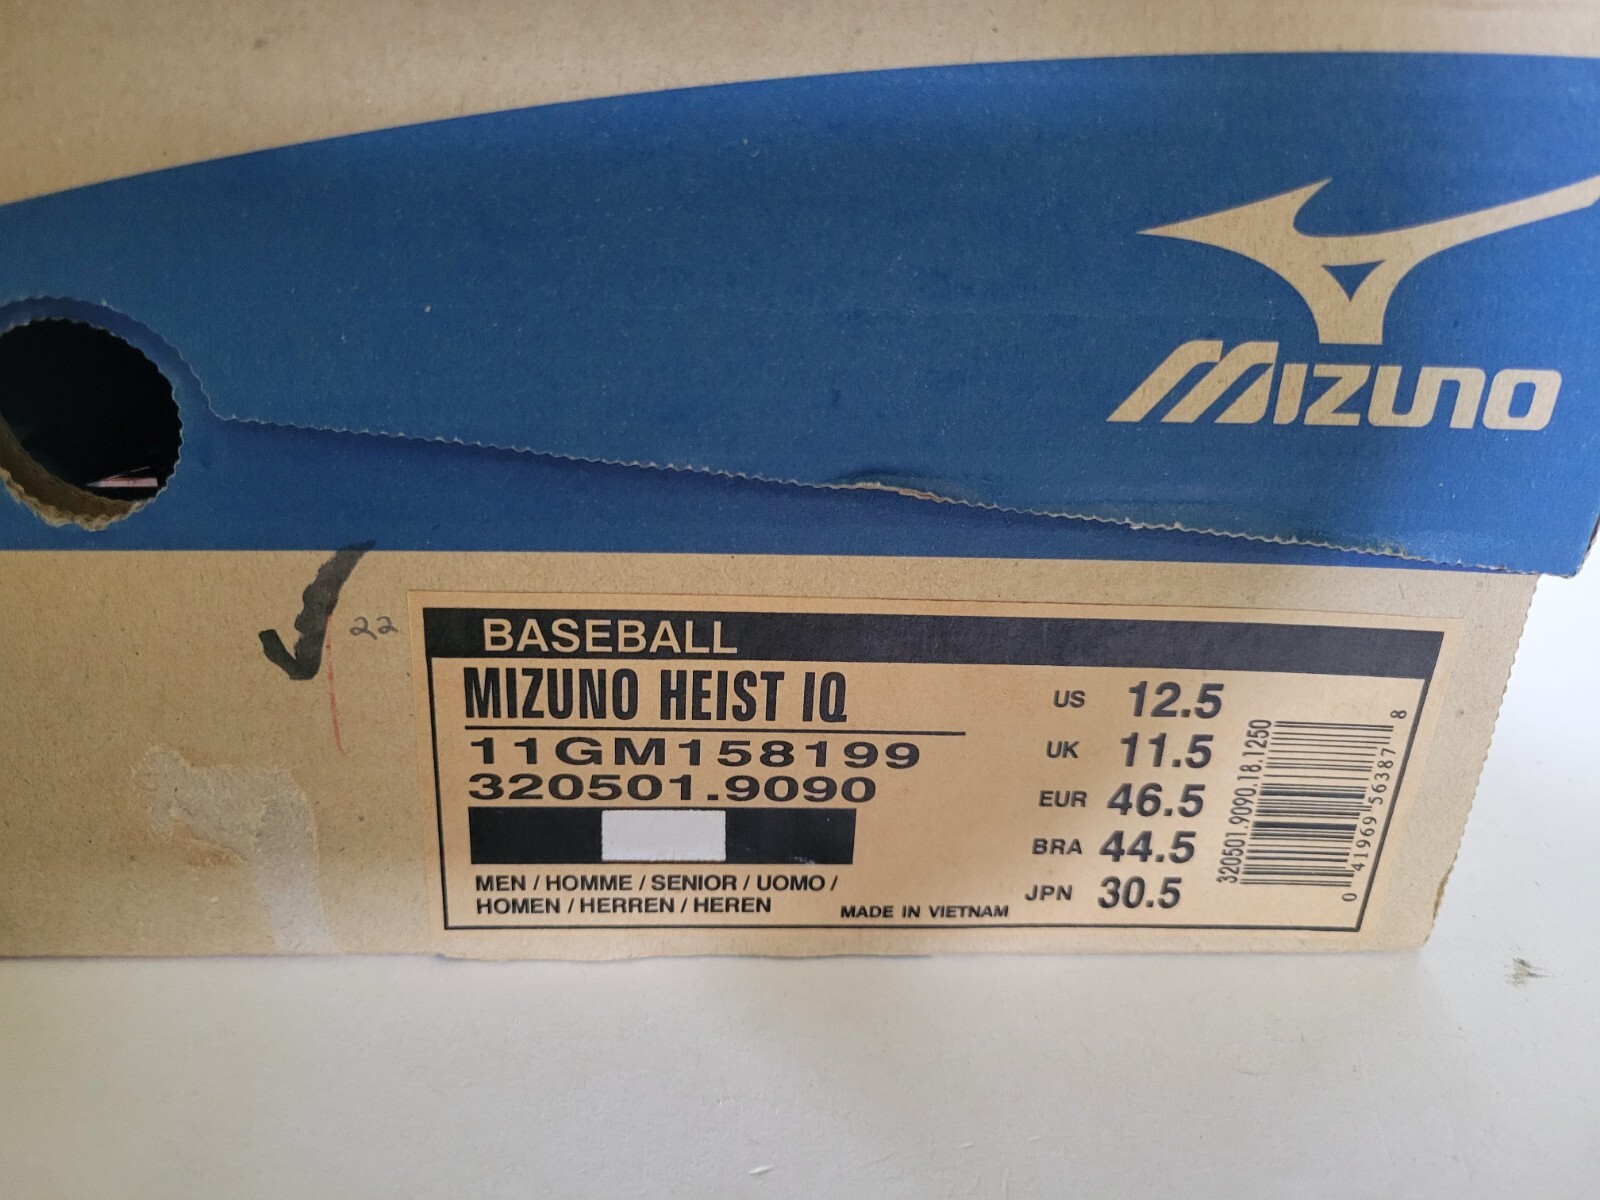 MIZUNO
22
BASEBALL
MIZUNO HEIST IQ
11GM158199
320501.9090
MEN / HOMME / SENIOR / UOMO /
HOMEN / HERREN / HEREN
MADE IN VIETNAM
US 12.5
UK 11.5
EUR 46.5
BRA 44.5
JPN 30.5
320501.9090.18.1250
0 41969 56387 8